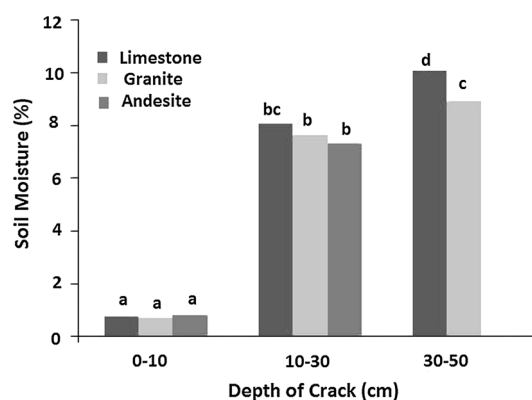 12
10
8
6
4
2
0
Soil Moisture (%)
Limestone
Granite
Andesite
a
a
a
bc
b
b
d
c
0-10
10-30
30-50
Depth of Crack (cm)